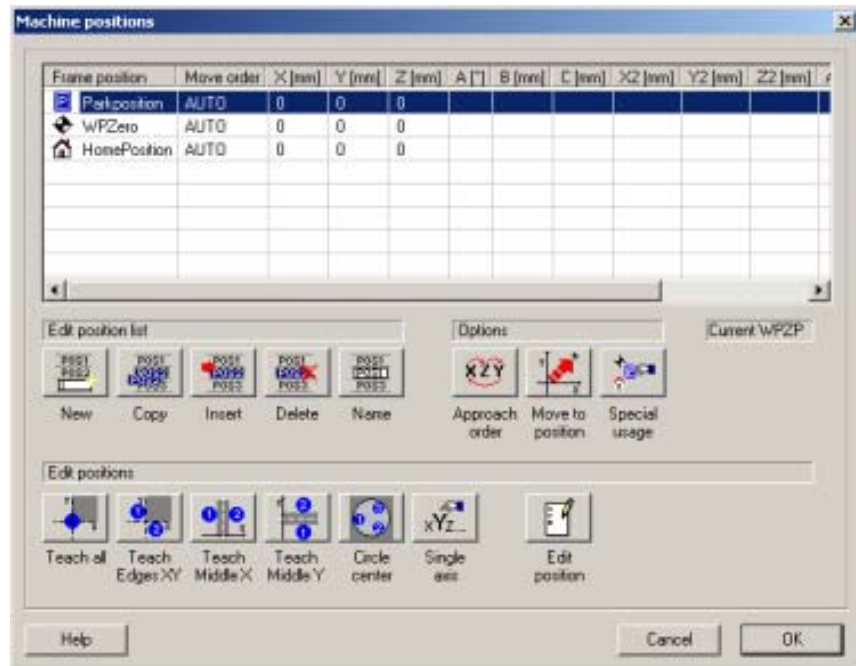 Machine positions
Frame position Move order X [mm] Y [mm] Z [mm] A [°] B [mm] C [mm] X2 [mm] Y2 [mm] Z2 [mm]
Parkposition AUTO 0 0 0
WPZero AUTO 0 0 0
HomePosition AUTO 0 0 0
Edit position list Options Current WPZP
New Copy Insert Delete Name Approach order Move to position Special usage
Edit positions
Teach all Teach Edges XY Teach Middle X Teach Middle Y Circle center Single axis Edit position
Help Cancel OK